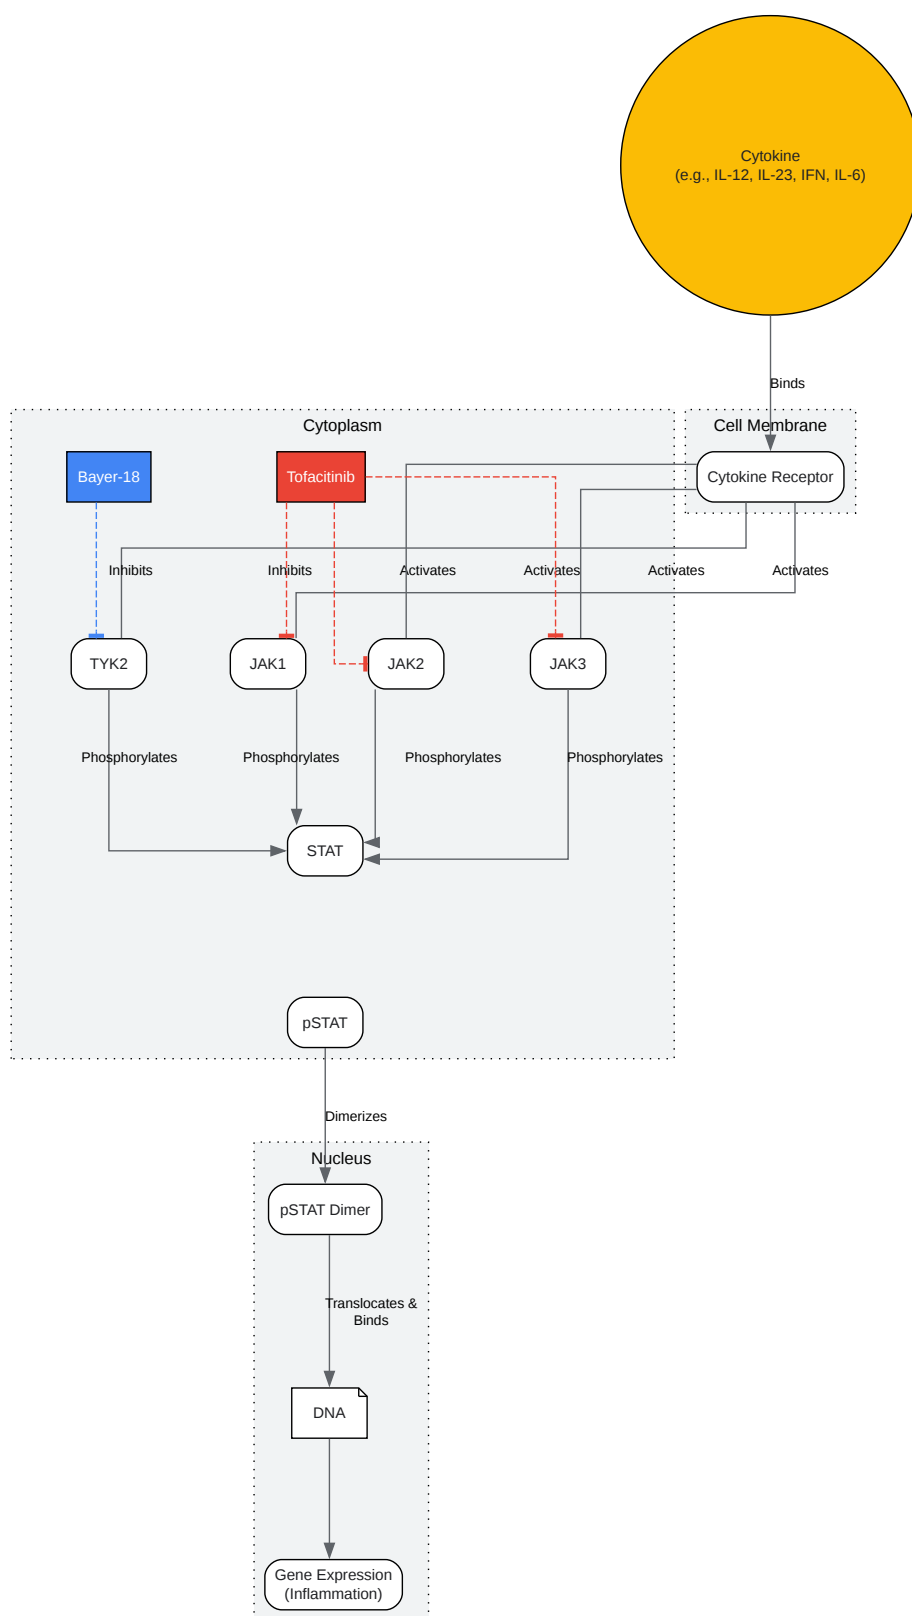 Cytokine
(e.g., IL-12, IL-23, IFN, IL-6)
Binds
Cytoplasm
Cell Membrane
Bayer-18
Tofacitinib
Cytokine Receptor
Inhibits
Inhibits
Activates
Activates
Activates
Activates
TYK2
JAK1
JAK2
JAK3
Phosphorylates
Phosphorylates
Phosphorylates
Phosphorylates
STAT
pSTAT
Dimerizes
Nucleus
pSTAT Dimer
Translocates &
Binds
DNA
Gene Expression
(Inflammation)